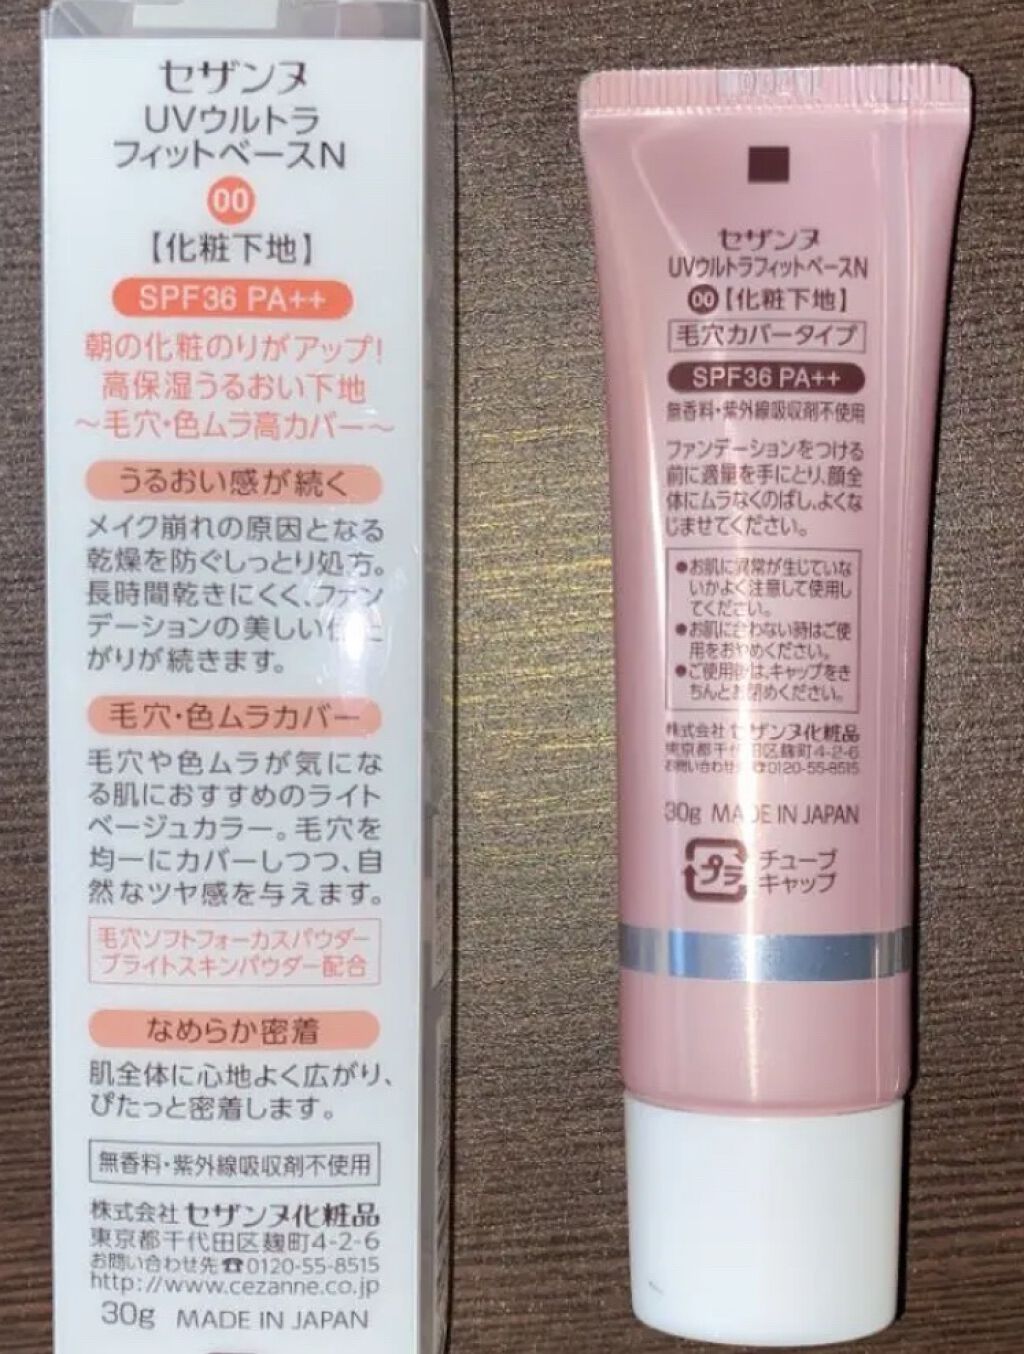 セザンヌ
UVウルトラ
フィットベースN
00
【化粧下地】
SPF36 PA++
朝の化粧のりがアップ!
高保湿うるおい下地
〜毛穴・色ムラ高カバー〜
うるおい感が続く
メイク崩れの原因となる
乾燥を防ぐしっとり処方。
長時間乾きにくく、ファン
デーションの美しい仕上
がりが続きます。
毛穴・色ムラカバー
毛穴や色ムラが気にな
る肌におすすめのライト
ベージュカラー。毛穴を
均一にカバーしつつ、自
然なツヤ感を与えます。
毛穴ソフトフォーカスパウダー
ブライトスキンパウダー配合
なめらか密着
肌全体に心地よく広がり、
ぴたっと密着します。
無香料・紫外線吸収剤不使用
株式会社 セザンヌ化粧品
東京都千代田区麹町4-2-6
お問い合わせ先☎0120-55-8515
http://www.cezanne.co.jp
30g MADE IN JAPAN
セザンヌ
UVウルトラフィットベースN
00【化粧下地】
毛穴カバータイプ
SPF36 PA++
無香料・紫外線吸収剤不使用
ファンデーションをつける
前に適量を手にとり、顔全
体にムラなくのばし、よくな
じませてください。
●お肌に異常が生じていな
いかよく注意して使用し
てください。
●お肌に合わない時はご使
用をおやめください。
●ご使用後は、キャップをき
ちんとお閉めください。
株式会社 セザンヌ化粧品
東京都千代田区麹町4-2-6
お問い合わせ先☎0120-55-8515
30g MADE IN JAPAN
プラ
チューブ
キャップ